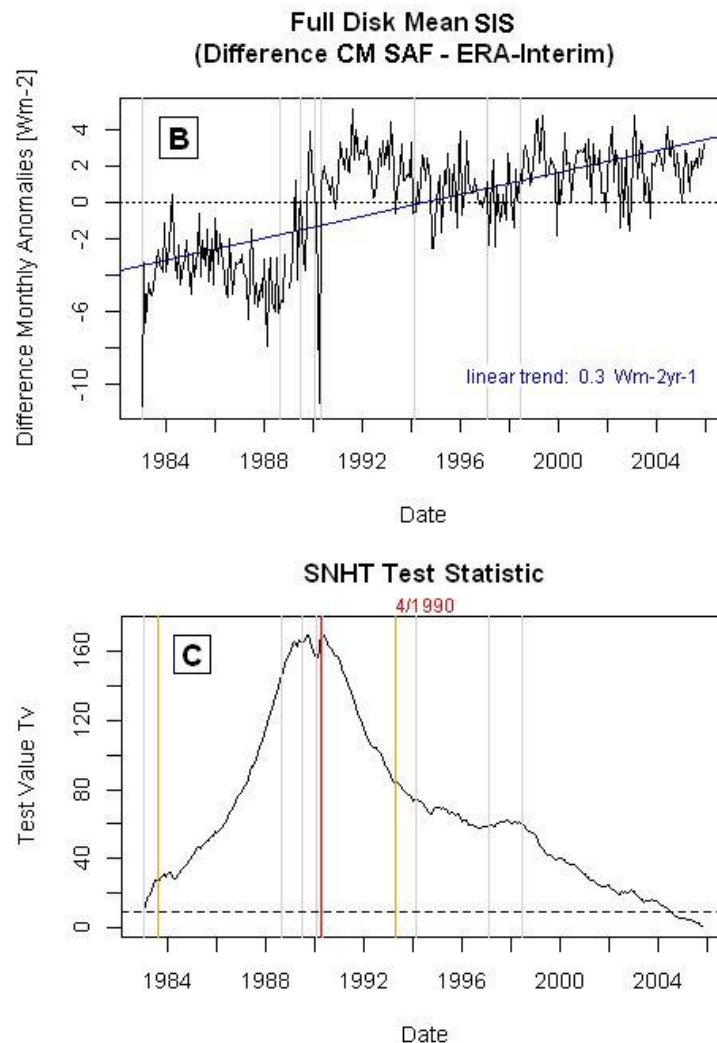 Full Disk Mean SIS
(Difference CM SAF - ERA-Interim)
Difference Monthly Anomalies [Wm-2]
4
2
0
-2
-6
-10
B
linear trend: 0.3 Wm-2yr-1
1984 1988 1992 1996 2000 2004
Date
SNHT Test Statistic
4/1990
Test Value Tv
160
120
80
40
0
C
1984 1988 1992 1996 2000 2004
Date